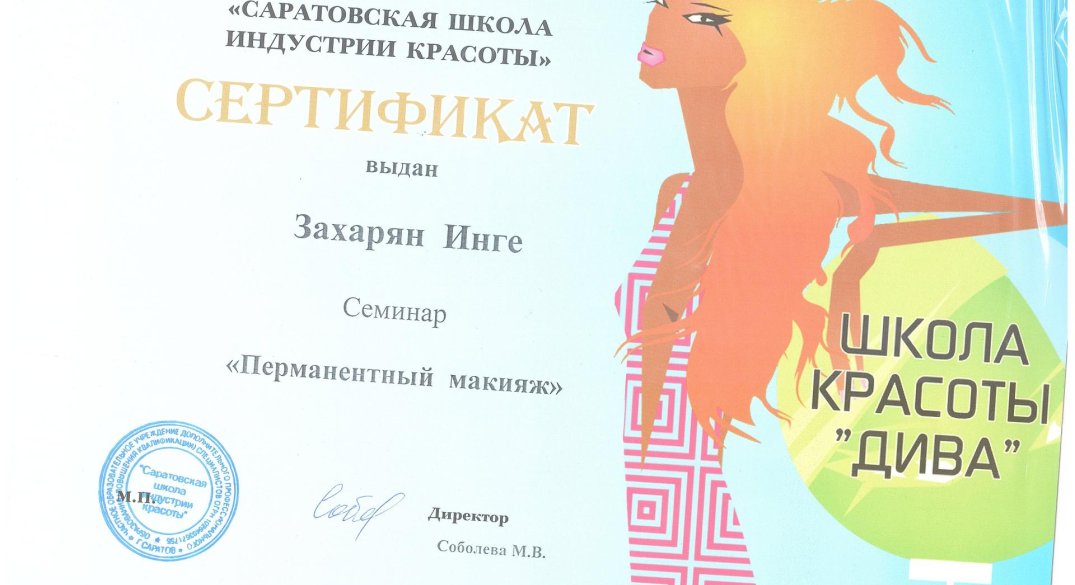 «САРАТОВСКАЯ ШКОЛА
ИНДУСТРИИ КРАСОТЫ»
СЕРТИФИКАТ
выдан
Захарян Инге
Семинар
«Перманентный макияж»
М.П.
"Саратовская
школа
индустрии
красоты"
Директор
Соболева М.В.
ШКОЛА
КРАСОТЫ
"ДИВА"